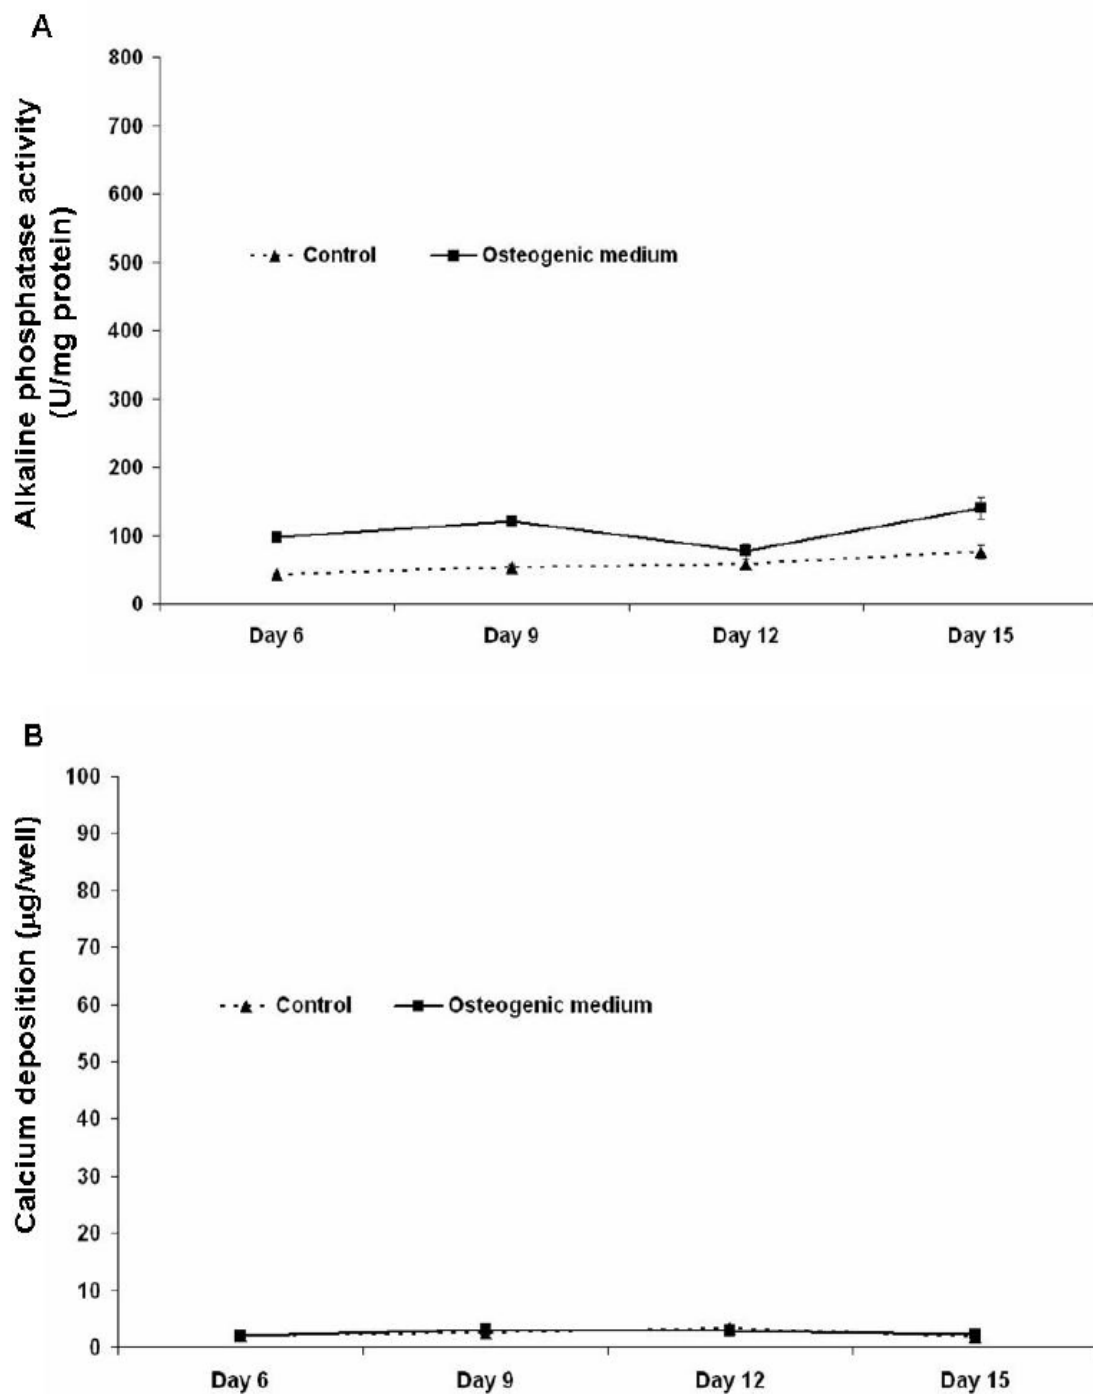 A
Alkaline phosphatase activity
(U/mg protein)
800
700
600
500
400
300
200
100
0
Control
Osteogenic medium
Day 6
Day 9
Day 12
Day 15
B
Calcium deposition (µg/well)
100
90
80
70
60
50
40
30
20
10
0
Control
Osteogenic medium
Day 6
Day 9
Day 12
Day 15